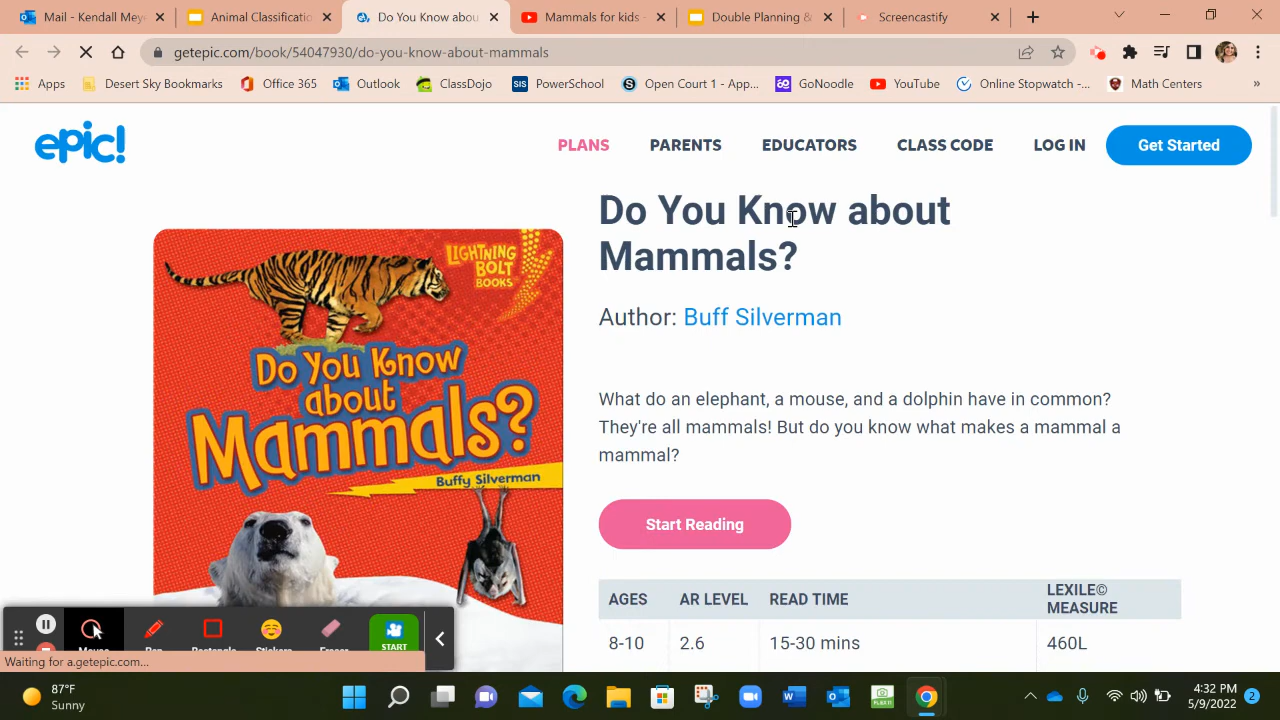 Mail - Kendall Mey
Animal Classificatio
Do You Know abou
Mammals for kids -
Double Planning &
Screencastify
getepic.com/book/54047930/do-you-know-about-mammals
Apps
Desert Sky Bookmarks
Office 365
Outlook
ClassDojo
SIS
PowerSchool
Open Court 1 - App...
GoNoodle
YouTube
Online Stopwatch -...
Math Centers
»
epic!
PLANS
PARENTS
EDUCATORS
CLASS CODE
LOG IN
Get Started
Do You Know about
Mammals?
Author: Buff Silverman
What do an elephant, a mouse, and a dolphin have in common?
They're all mammals! But do you know what makes a mammal a
mammal?
Start Reading
AGES
AR LEVEL
READ TIME
LEXILE©
MEASURE
8-10
2.6
15-30 mins
460L
LIGHTNING
BOLT
BOOKS
Do You Know
about
Mammals?
Buffy Silverman
START
Waiting for a.getepic.com...
87°F
Sunny
4:32 PM
5/9/2022
2